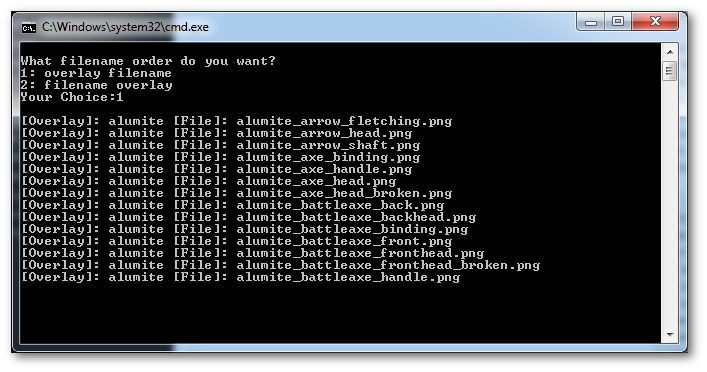 C:\Windows\system32\cmd.exe
What filename order do you want?
1: overlay filename
2: filename overlay
Your Choice:1
[Overlay]: alumite [File]: alumite_arrow_fletching.png
[Overlay]: alumite [File]: alumite_arrow_head.png
[Overlay]: alumite [File]: alumite_arrow_shaft.png
[Overlay]: alumite [File]: alumite_axe_binding.png
[Overlay]: alumite [File]: alumite_axe_handle.png
[Overlay]: alumite [File]: alumite_axe_head.png
[Overlay]: alumite [File]: alumite_axe_head_broken.png
[Overlay]: alumite [File]: alumite_battleaxe_back.png
[Overlay]: alumite [File]: alumite_battleaxe_backhead.png
[Overlay]: alumite [File]: alumite_battleaxe_binding.png
[Overlay]: alumite [File]: alumite_battleaxe_front.png
[Overlay]: alumite [File]: alumite_battleaxe_fronthead.png
[Overlay]: alumite [File]: alumite_battleaxe_fronthead_broken.png
[Overlay]: alumite [File]: alumite_battleaxe_handle.png